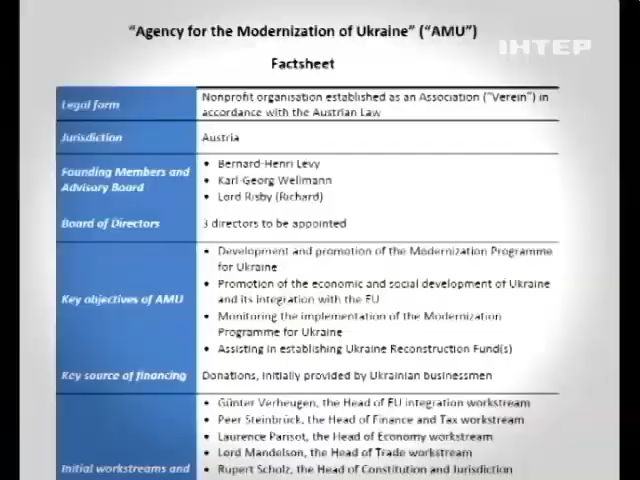 "Agency for the Modernization of Ukraine" ("AMU")
ІНТЕР
Factsheet
Legal form
Nonprofit organisation established as an Association ("Verein") in
accordance with the Austrian Law
Jurisdiction
Austria
Founding Members and
Advisory Board
• Bernard-Henri Levy
• Karl-Georg Wellmann
• Lord Risby (Richard)
Board of Directors
3 directors to be appointed
Key objectives of AMU
• Development and promotion of the Modernization Programme
for Ukraine
• Promotion of the economic and social development of Ukraine
and its integration with the EU
• Monitoring the implementation of the Modernization
Programme for Ukraine
• Assisting in establishing Ukraine Reconstruction Fund(s)
Key source of financing
Donations, initially provided by Ukrainian businessmen
Initial workstreams and
• Günter Verheugen, the Head of EU integration workstream
• Peer Steinbrück, the Head of Finance and Tax workstream
• Laurence Parisot, the Head of Economy workstream
• Lord Mandelson, the Head of Trade workstream
• Rupert Scholz, the Head of Constitution and Jurisdiction